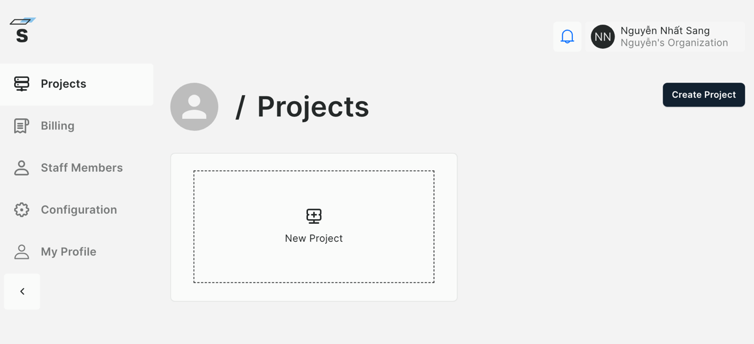 S
Nguyễn Nhất Sang
NN
Nguyễn's Organization
Projects
/ Projects
Create Project
Billing
Staff Members
Configuration
My Profile
New Project